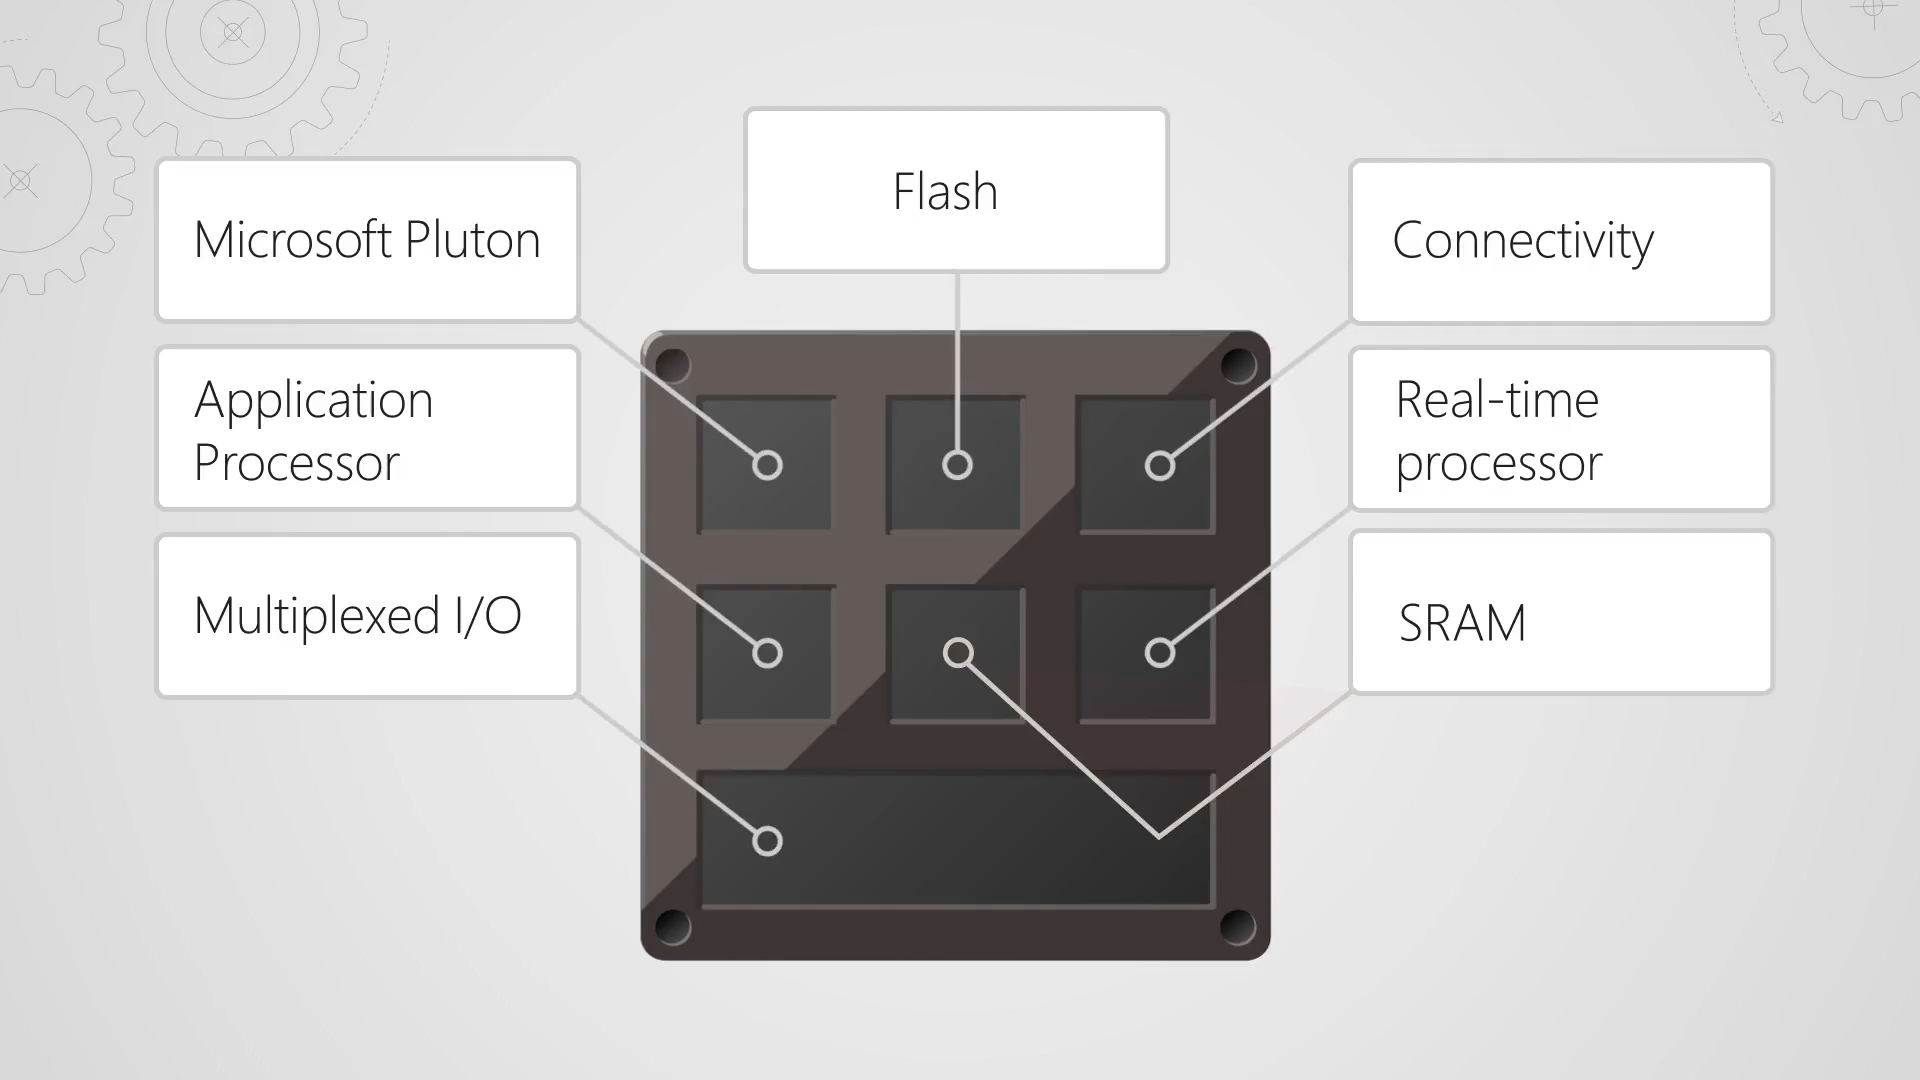 Flash
Microsoft Pluton
Connectivity
Application
Processor
Real-time
processor
Multiplexed I/O
SRAM